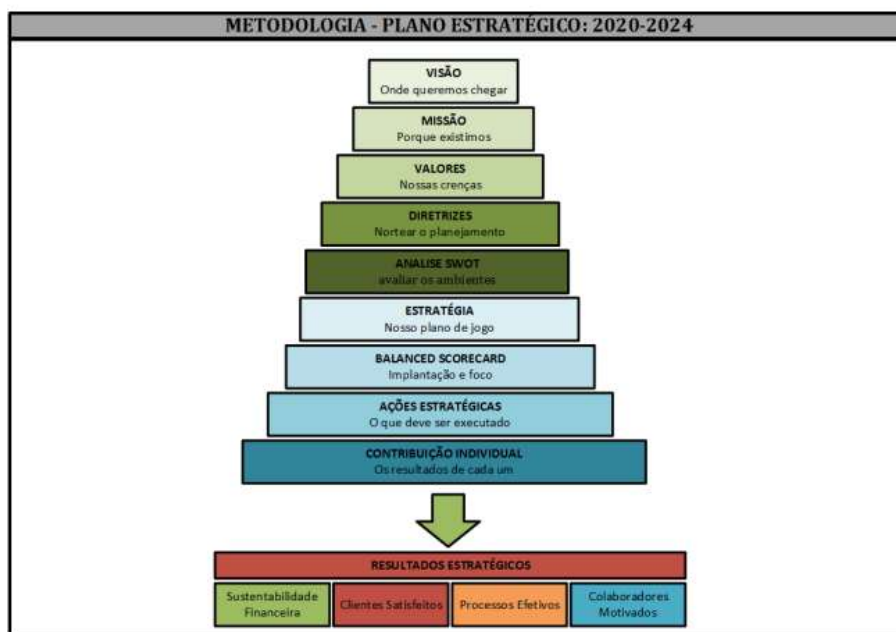 METODOLOGIA - PLANO ESTRATÉGICO: 2020-2024
VISÃO
Onde queremos chegar
MISSÃO
Porque existimos
VALORES
Nossas crenças
DIRETRIZES
Nortear o planejamento
ANALISE SWOT
avaliar os ambientes
ESTRATÉGIA
Nosso plano de jogo
BALANCED SCORECARD
Implantação e foco
AÇÕES ESTRATÉGICAS
O que deve ser executado
CONTRIBUIÇÃO INDIVIDUAL
Os resultados de cada um
RESULTADOS ESTRATÉGICOS
Sustentabilidade
Financeira
Clientes Satisfeitos
Processos Efetivos
Colaboradores
Motivados